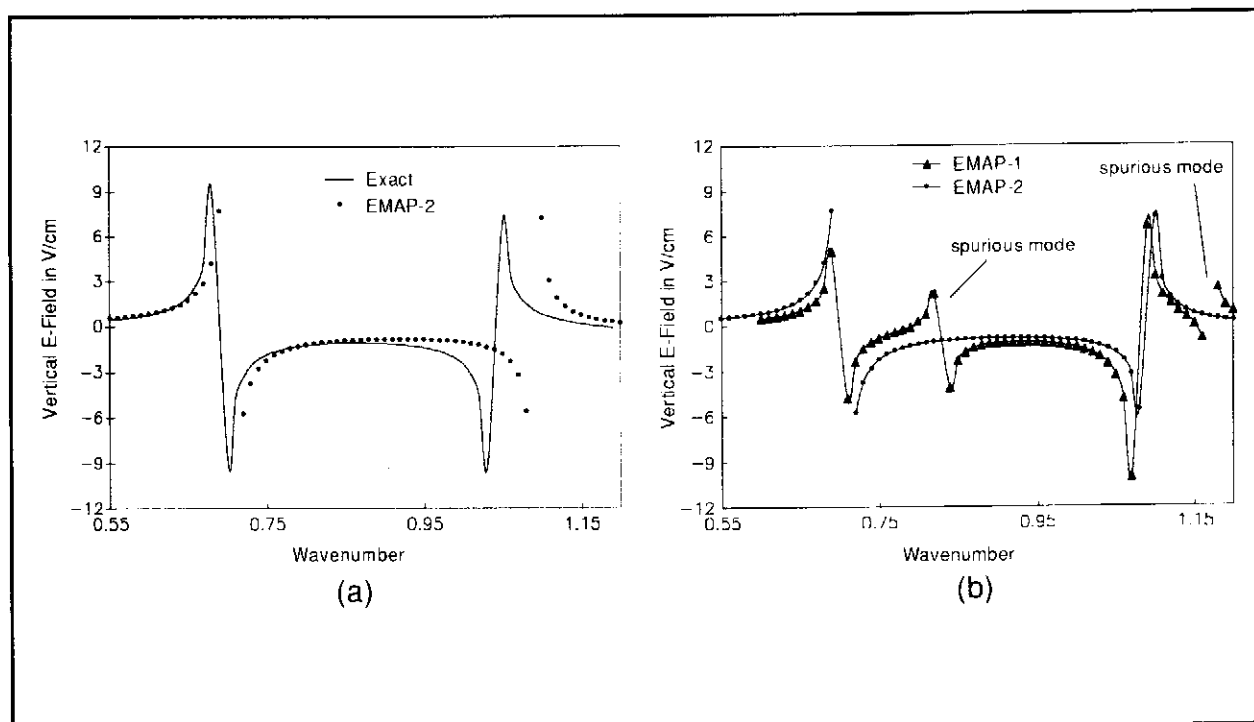 12
9
6
3
0
−3
−6
−9
−12
Vertical E-Field in V/cm
Exact
EMAP-2
0.55
0.75
0.95
1.15
Wavenumber
(a)
12
9
6
3
0
−3
−6
−9
−12
Vertical E-Field in V/cm
EMAP-1
EMAP-2
spurious mode
spurious mode
0.55
0.75
0.95
1.15
Wavenumber
(b)